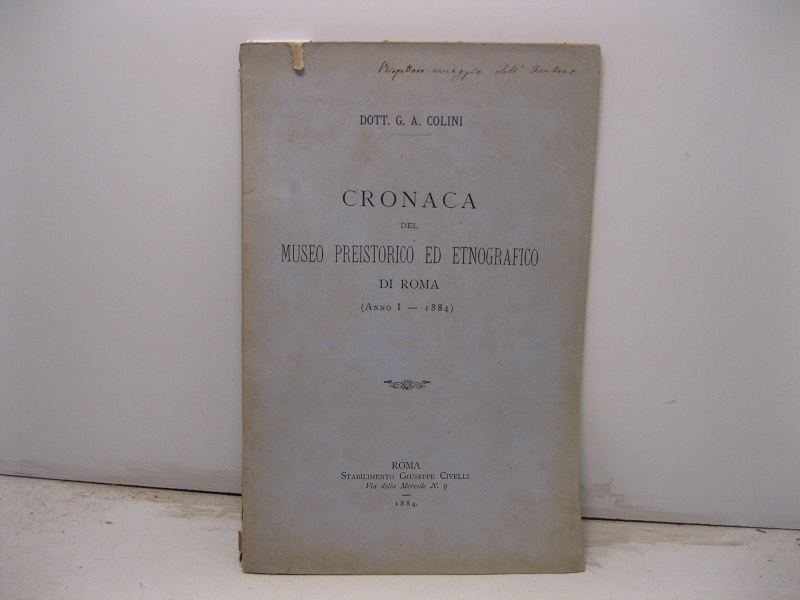 Rispettoso omaggio dell' Autore
DOTT. G. A. COLINI
CRONACA
DEL
MUSEO PREISTORICO ED ETNOGRAFICO
DI ROMA
(ANNO I — 1884)
ROMA
STABILIMENTO GIUSEPPE CIVELLI
Via della Mercede N. 9
1884.